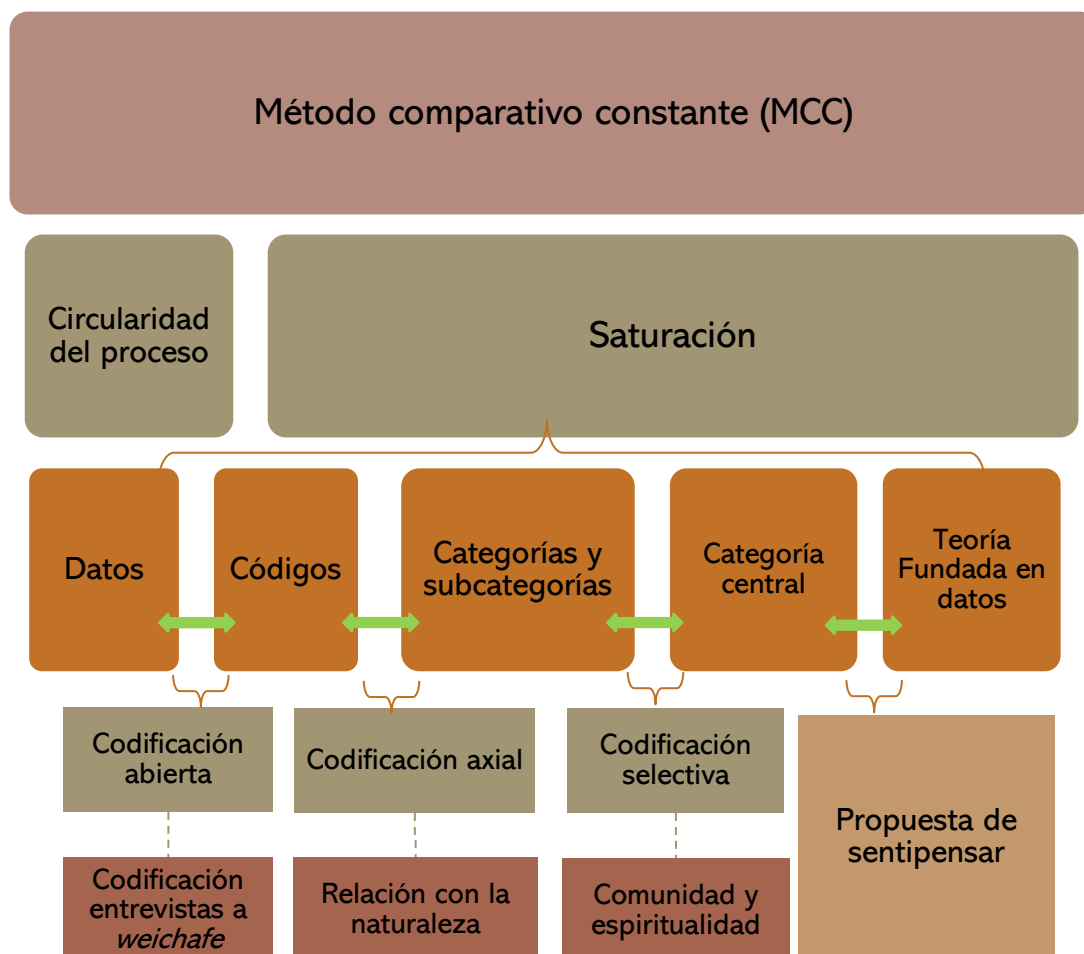 Método comparativo constante (MCC)
Circularidad
del proceso
Saturación
Datos
Códigos
Categorías y
subcategorías
Categoría
central
Teoría
Fundada en
datos
Codificación
abierta
Codificación axial
Codificación
selectiva
Propuesta de
sentipensar
Codificación
entrevistas a
weichafe
Relación con la
naturaleza
Comunidad y
espiritualidad